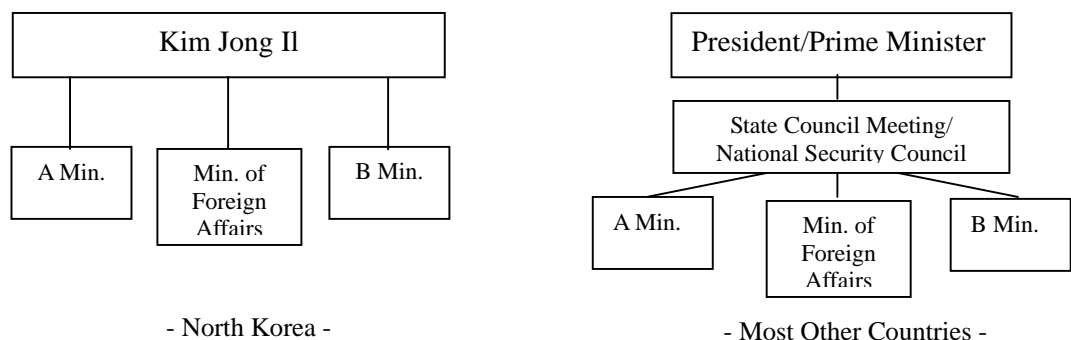 Kim Jong Il
A Min.
Min. of
Foreign
Affairs
B Min.
- North Korea -
President/Prime Minister
State Council Meeting/
National Security Council
A Min.
Min. of
Foreign
Affairs
B Min.
- Most Other Countries -